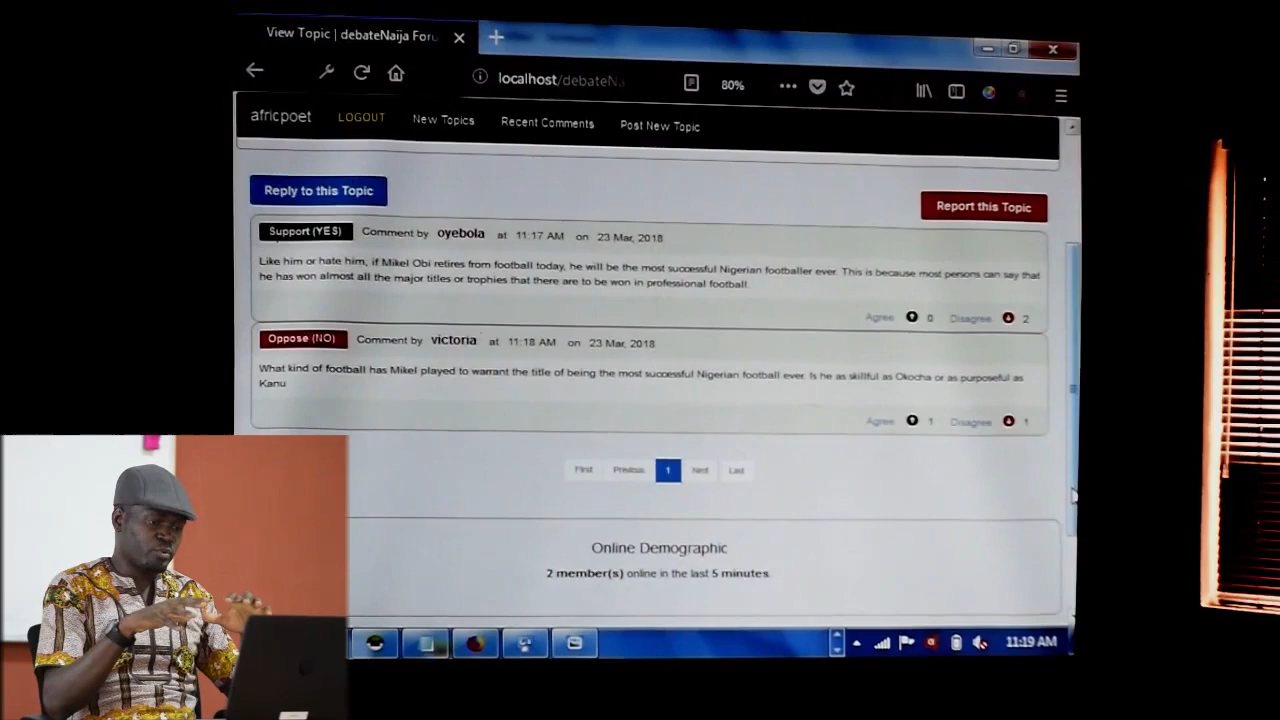 View Topic | debateNaija Foru
localhost/debateNa
80%
africpoet LOGOUT New Topics Recent Comments Post New Topic
Reply to this Topic
Report this Topic
Support (YES) Comment by oyebola at 11:17 AM on 23 Mar, 2018
Like him or hate him, if Mikel Obi retires from football today, he will be the most successful Nigerian footballer ever. This is because most persons can say that
he has won almost all the major titles or trophies that there are to be won in professional football.
Agree 0 Disagree 2
Oppose (NO) Comment by victoria at 11:18 AM on 23 Mar, 2018
What kind of football has Mikel played to warrant the title of being the most successful Nigerian football ever. Is he as skillful as Okocha or as purposeful as
Kanu
Agree 1 Disagree 1
First Previous 1 Next Last
Online Demographic
2 member(s) online in the last 5 minutes.
11:19 AM